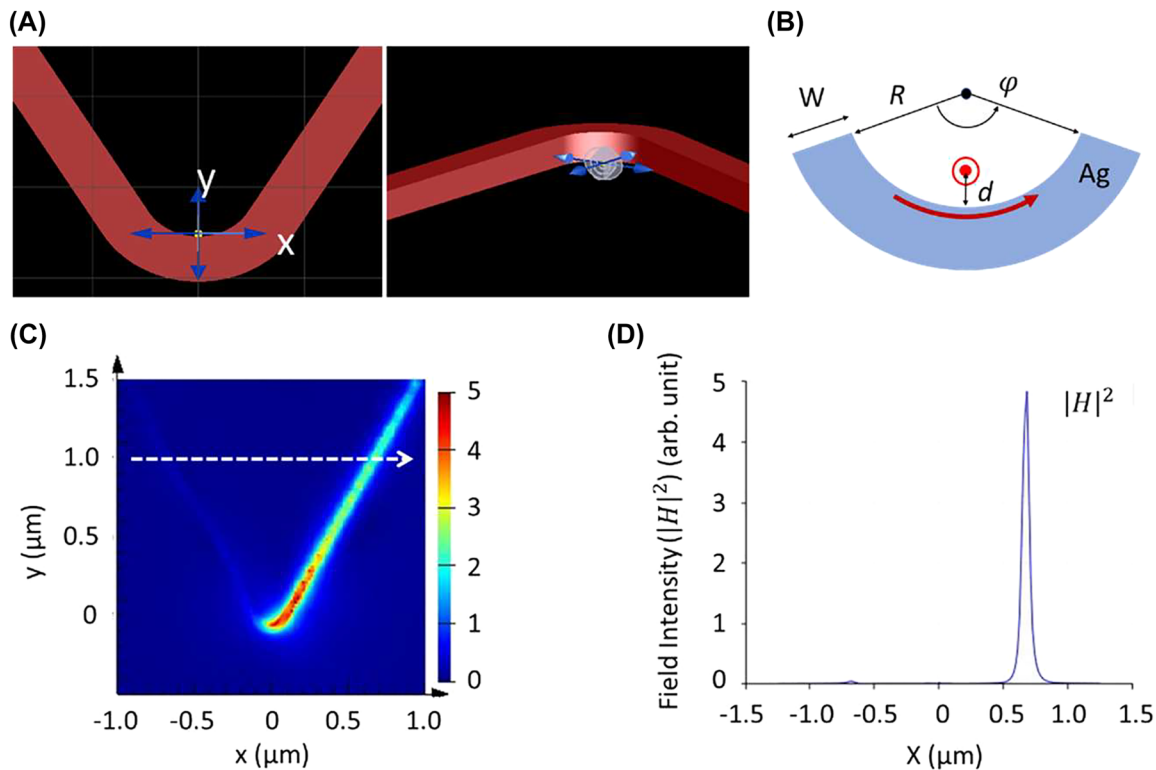 (A)
(B)
y
x
W
R
φ
d
Ag
(C)
(D)
1.5
1.0
0.5
0
y (μm)
-1.0
-0.5
0
0.5
1.0
x (μm)
5
4
3
2
1
0
Field Intensity (|H|²) (arb. unit)
5
4
3
2
1
0
|H|²
-1.5
-1.0
-0.5
0
0.5
1.0
1.5
X (μm)